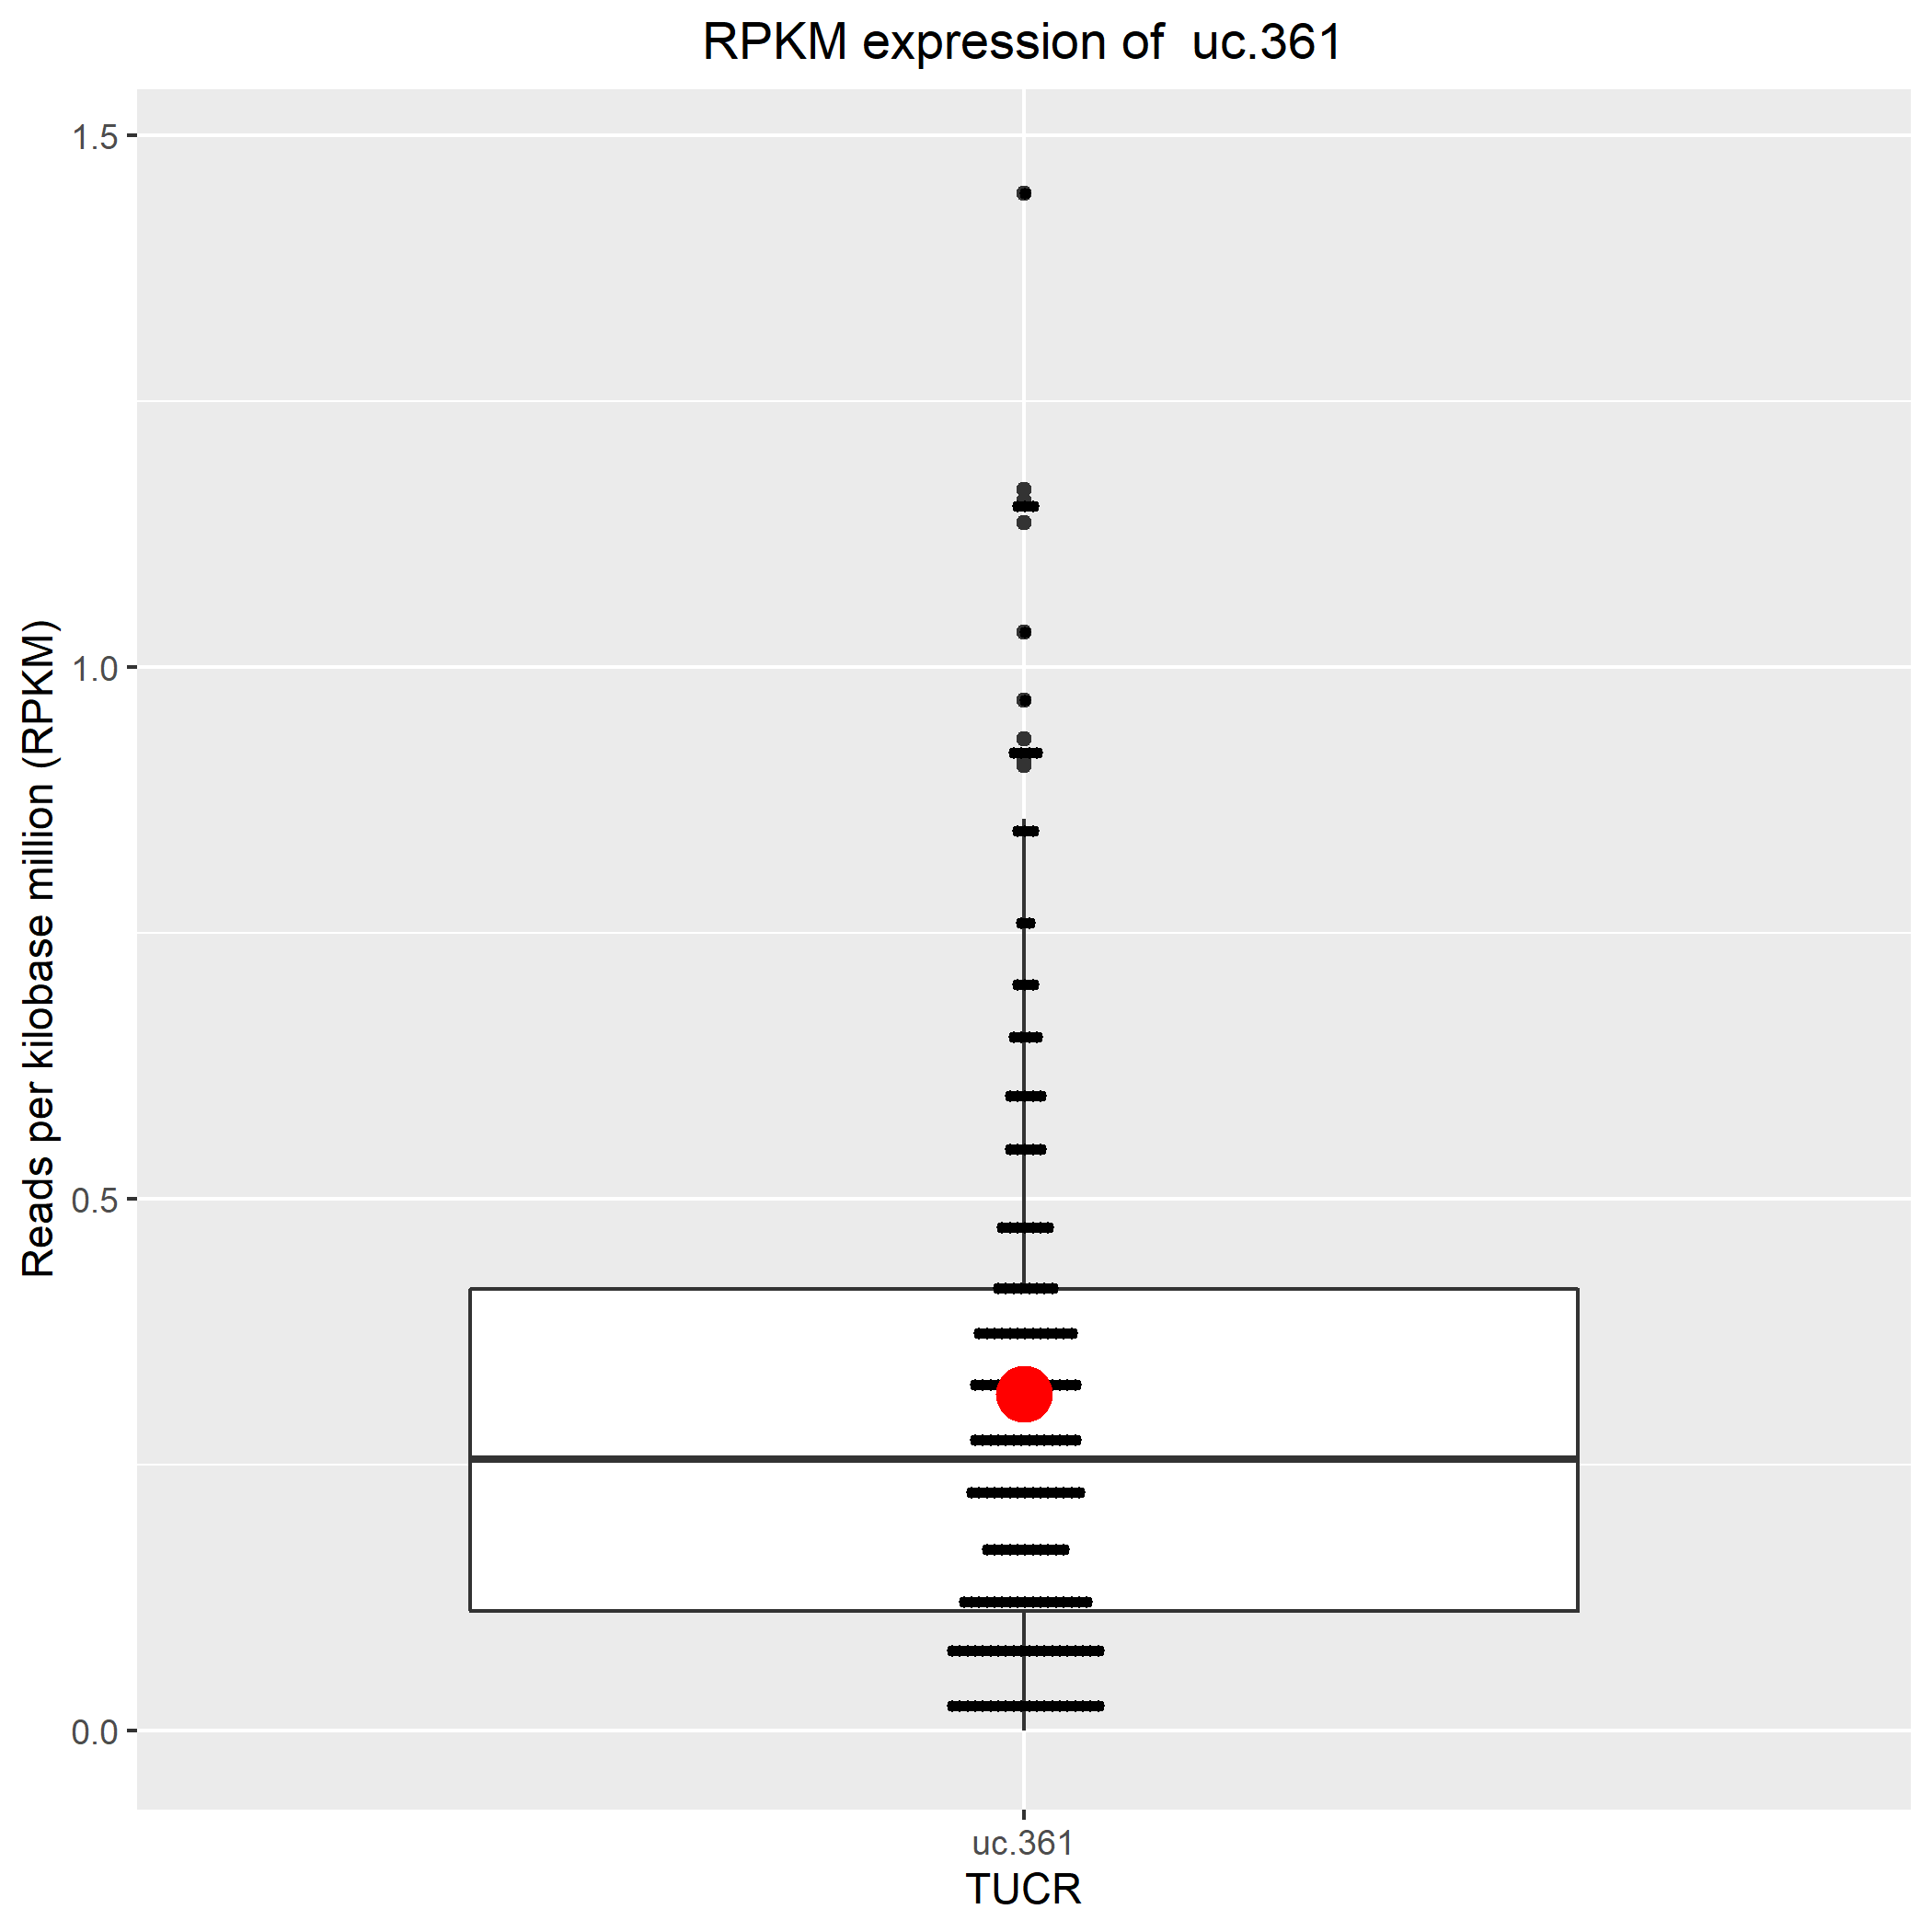 RPKM expression of  uc.361
Reads per kilobase million (RPKM)
1.5
1.0
0.5
0.0
uc.361
TUCR